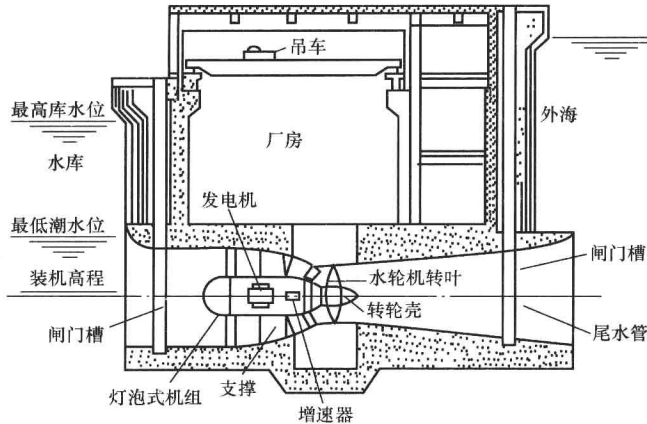 吊车
最高库水位
外海
水库
厂房
发电机
最低潮水位
闸门槽
水轮机转叶
装机高程
转轮壳
闸门槽
尾水管
灯泡式机组
支撑
增速器